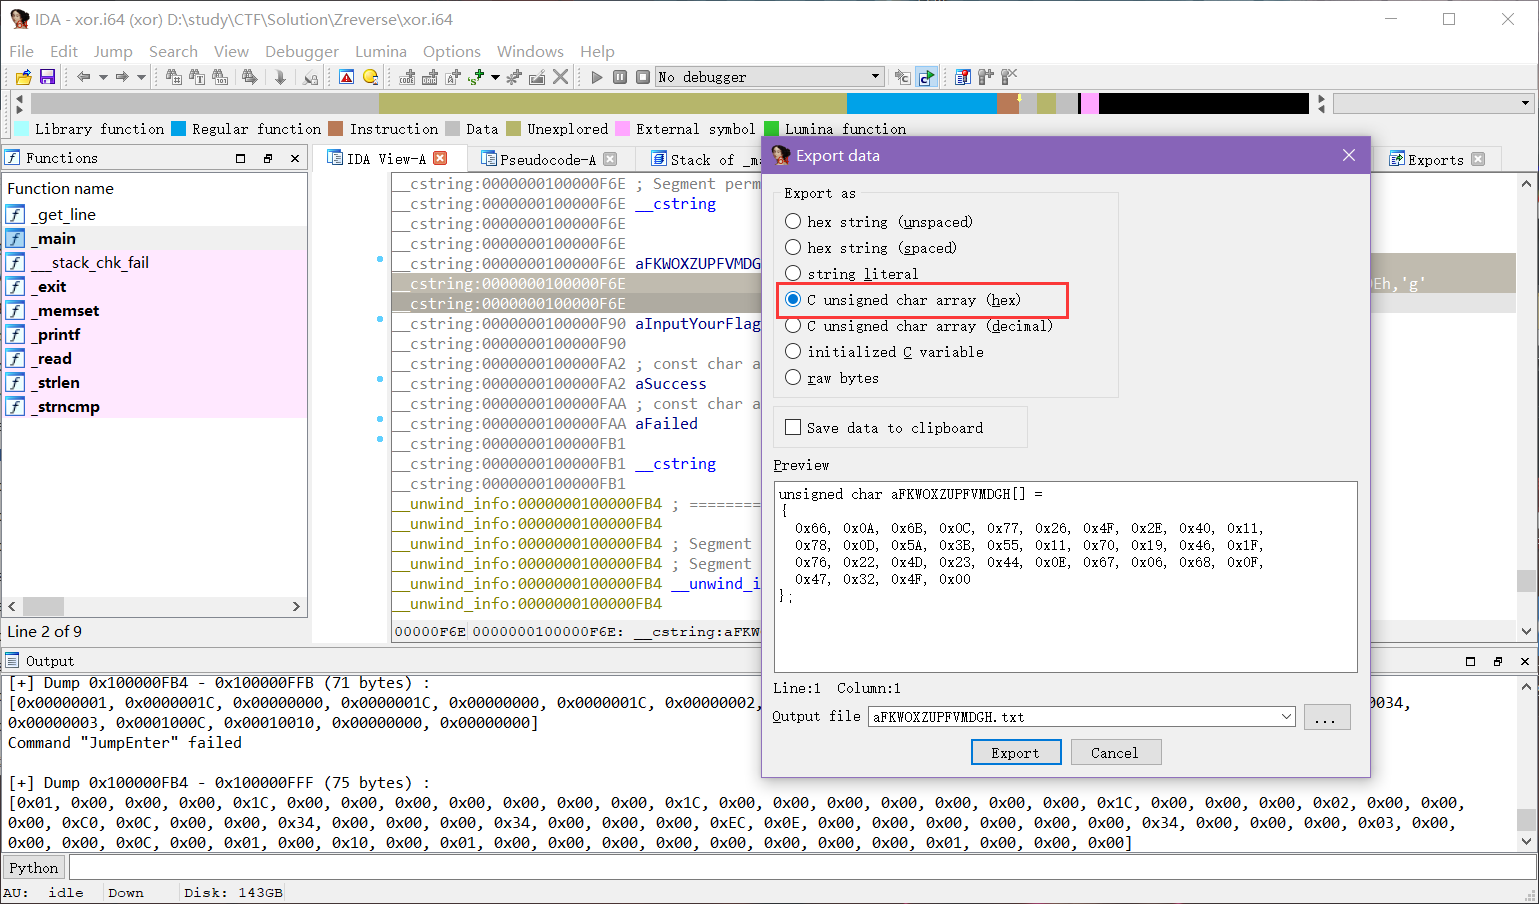 IDA - xor.i64 (xor) D:\study\CTF\Solution\Zreverse\xor.i64
File Edit Jump Search View Debugger Lumina Options Windows Help
No debugger
Library function Regular function Instruction Data Unexplored External symbol Lumina function
Functions
IDA View-A
Pseudocode-A
Stack of _ma
Exports
Function name
_get_line
_main
___stack_chk_fail
_exit
_memset
_printf
_read
_strlen
_strncmp
Line 2 of 9
__cstring:0000000100000F6E ; Segment perm
__cstring:0000000100000F6E __cstring
__cstring:0000000100000F6E
__cstring:0000000100000F6E
__cstring:0000000100000F6E aFKWOXZUPFVMDG
__cstring:0000000100000F6E Eh,'g'
__cstring:0000000100000F6E
__cstring:0000000100000F90 aInputYourFlag
__cstring:0000000100000F90
__cstring:0000000100000FA2 ; const char a
__cstring:0000000100000FA2 aSuccess
__cstring:0000000100000FAA ; const char a
__cstring:0000000100000FAA aFailed
__cstring:0000000100000FB1
__cstring:0000000100000FB1 __cstring
__cstring:0000000100000FB1
__unwind_info:0000000100000FB4 ; ========
__unwind_info:0000000100000FB4
__unwind_info:0000000100000FB4 ; Segment
__unwind_info:0000000100000FB4 ; Segment
__unwind_info:0000000100000FB4 __unwind_i
__unwind_info:0000000100000FB4
00000F6E 0000000100000F6E: __cstring:aFKW
Export data
Export as
hex string (unspaced)
hex string (spaced)
string literal
C unsigned char array (hex)
C unsigned char array (decimal)
initialized C variable
raw bytes
Save data to clipboard
Preview
unsigned char aFKWOXZUPFVMDGH[] =
{
0x66, 0x0A, 0x6B, 0x0C, 0x77, 0x26, 0x4F, 0x2E, 0x40, 0x11,
0x78, 0x0D, 0x5A, 0x3B, 0x55, 0x11, 0x70, 0x19, 0x46, 0x1F,
0x76, 0x22, 0x4D, 0x23, 0x44, 0x0E, 0x67, 0x06, 0x68, 0x0F,
0x47, 0x32, 0x4F, 0x00
};
Line:1 Column:1
Output file aFKWOXZUPFVMDGH.txt ...
Export Cancel
Output
[+] Dump 0x100000FB4 - 0x100000FFB (71 bytes) :
[0x00000001, 0x0000001C, 0x00000000, 0x0000001C, 0x00000000, 0x0000001C, 0x00000002, 0034,
0x00000003, 0x0001000C, 0x00010010, 0x00000000, 0x00000000]
Command "JumpEnter" failed
[+] Dump 0x100000FB4 - 0x100000FFF (75 bytes) :
[0x01, 0x00, 0x00, 0x00, 0x1C, 0x00, 0x00, 0x00, 0x00, 0x00, 0x00, 0x00, 0x1C, 0x00, 0x00, 0x00, 0x00, 0x00, 0x00, 0x00, 0x1C, 0x00, 0x00, 0x00, 0x02, 0x00, 0x00,
0x00, 0xC0, 0x0C, 0x00, 0x00, 0x34, 0x00, 0x00, 0x00, 0x34, 0x00, 0x00, 0x00, 0xEC, 0x0E, 0x00, 0x00, 0x00, 0x00, 0x00, 0x00, 0x34, 0x00, 0x00, 0x00, 0x03, 0x00,
0x00, 0x00, 0x0C, 0x00, 0x01, 0x00, 0x10, 0x00, 0x01, 0x00, 0x00, 0x00, 0x00, 0x00, 0x00, 0x00, 0x00, 0x01, 0x00, 0x00, 0x00]
Python
AU: idle Down Disk: 143GB